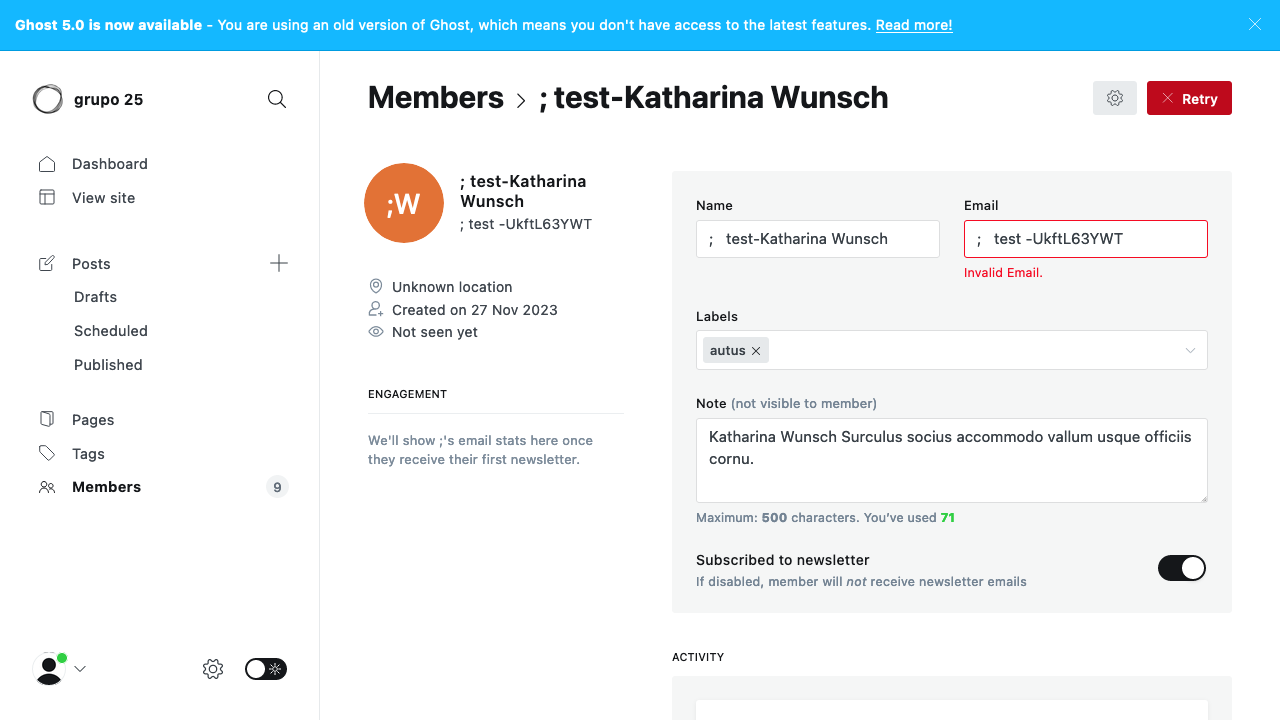 Ghost 5.0 is now available - You are using an old version of Ghost, which means you don't have access to the latest features. Read more!
grupo 25
Dashboard
View site
Posts
Drafts
Scheduled
Published
Pages
Tags
Members 9
Members > ; test-Katharina Wunsch
Retry
;W
; test-Katharina
Wunsch
; test -UkftL63YWT
Unknown location
Created on 27 Nov 2023
Not seen yet
ENGAGEMENT
We'll show ;'s email stats here once
they receive their first newsletter.
Name
; test-Katharina Wunsch
Email
; test -UkftL63YWT
Invalid Email.
Labels
autus
Note (not visible to member)
Katharina Wunsch Surculus socius accommodo vallum usque officiis
cornu.
Maximum: 500 characters. You've used 71
Subscribed to newsletter
If disabled, member will not receive newsletter emails
ACTIVITY